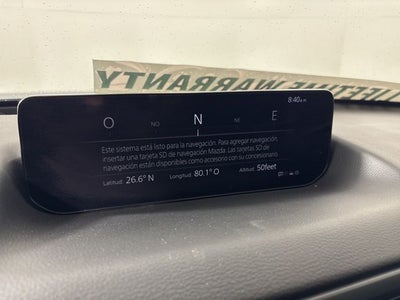 LIFETIME WARRANTY
8:40a.m.
O NO N NE E
Este sistema está listo para la navegación. Para agregar navegación,
insertar una tarjeta SD de navegación Mazda. Las tarjetas SD de
navegación están disponibles como accesorio con su concesionario.
Latitud: 26.6° N Longitud: 80.1° O Altitud: 50feet